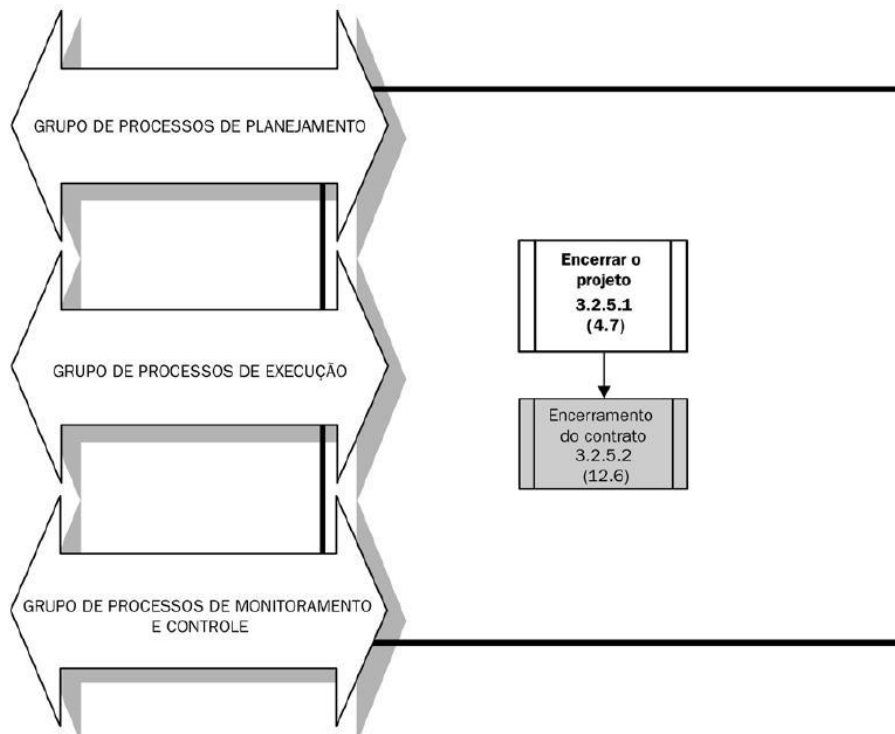 GRUPO DE PROCESSOS DE PLANEJAMENTO
Encerrar o
projeto
3.2.5.1
(4.7)
GRUPO DE PROCESSOS DE EXECUÇÃO
Encerramento
do contrato
3.2.5.2
(12.6)
GRUPO DE PROCESSOS DE MONITORAMENTO
E CONTROLE